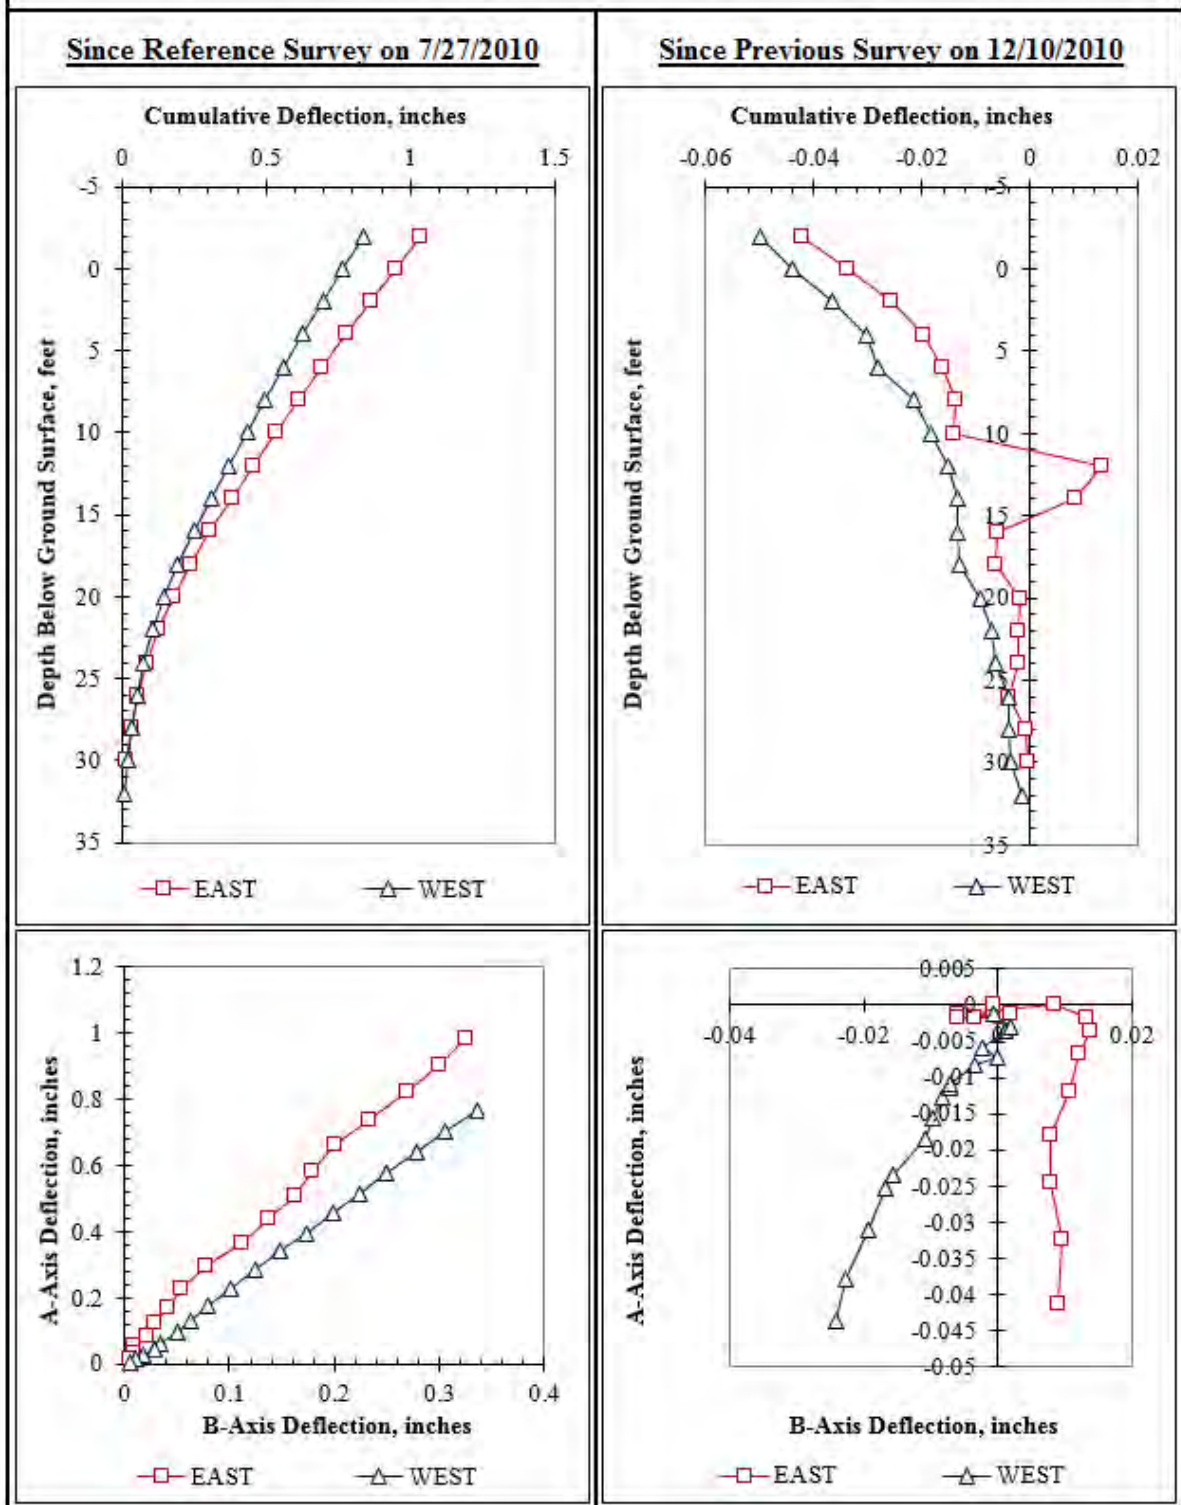 Since Reference Survey on 7/27/2010
Since Previous Survey on 12/10/2010
Cumulative Deflection, inches
0 0.5 1 1.5
-5
0
5
10
15
20
25
30
35
Depth Below Ground Surface, feet
EAST WEST
Cumulative Deflection, inches
-0.06 -0.04 -0.02 0 0.02
-5
0
5
10
15
20
25
30
35
Depth Below Ground Surface, feet
EAST WEST
1.2
1
0.8
0.6
0.4
0.2
0
A-Axis Deflection, inches
0 0.1 0.2 0.3 0.4
B-Axis Deflection, inches
EAST WEST
0.005
0
-0.04 -0.02 0.02
-0.005
-0.01
-0.015
-0.02
-0.025
-0.03
-0.035
-0.04
-0.045
-0.05
A-Axis Deflection, inches
B-Axis Deflection, inches
EAST WEST